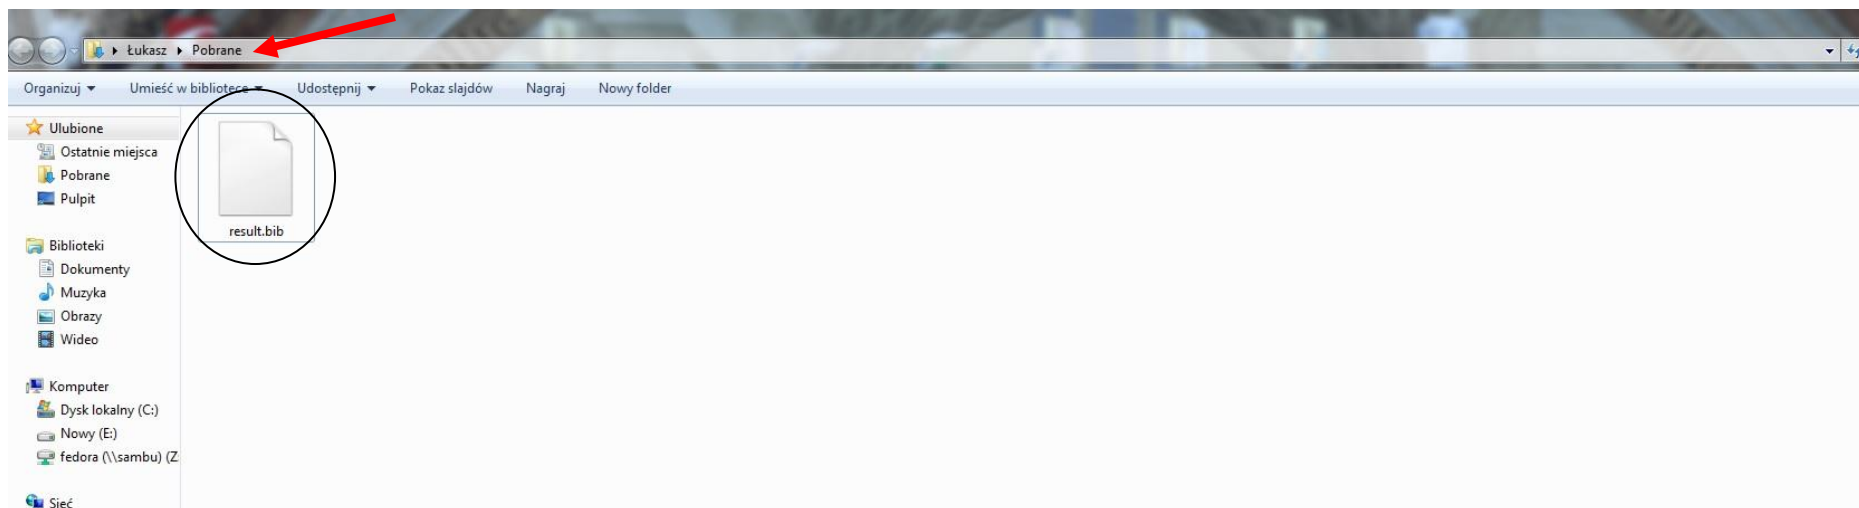 Łukasz Pobrane
Organizuj Umieść w bibliotece Udostępnij Pokaz slajdów Nagraj Nowy folder
Ulubione
Ostatnie miejsca
Pobrane
Pulpit
Biblioteki
Dokumenty
Muzyka
Obrazy
Wideo
Komputer
Dysk lokalny (C:)
Nowy (E:)
fedora (\\sambu) (Z
Sieć
result.bib